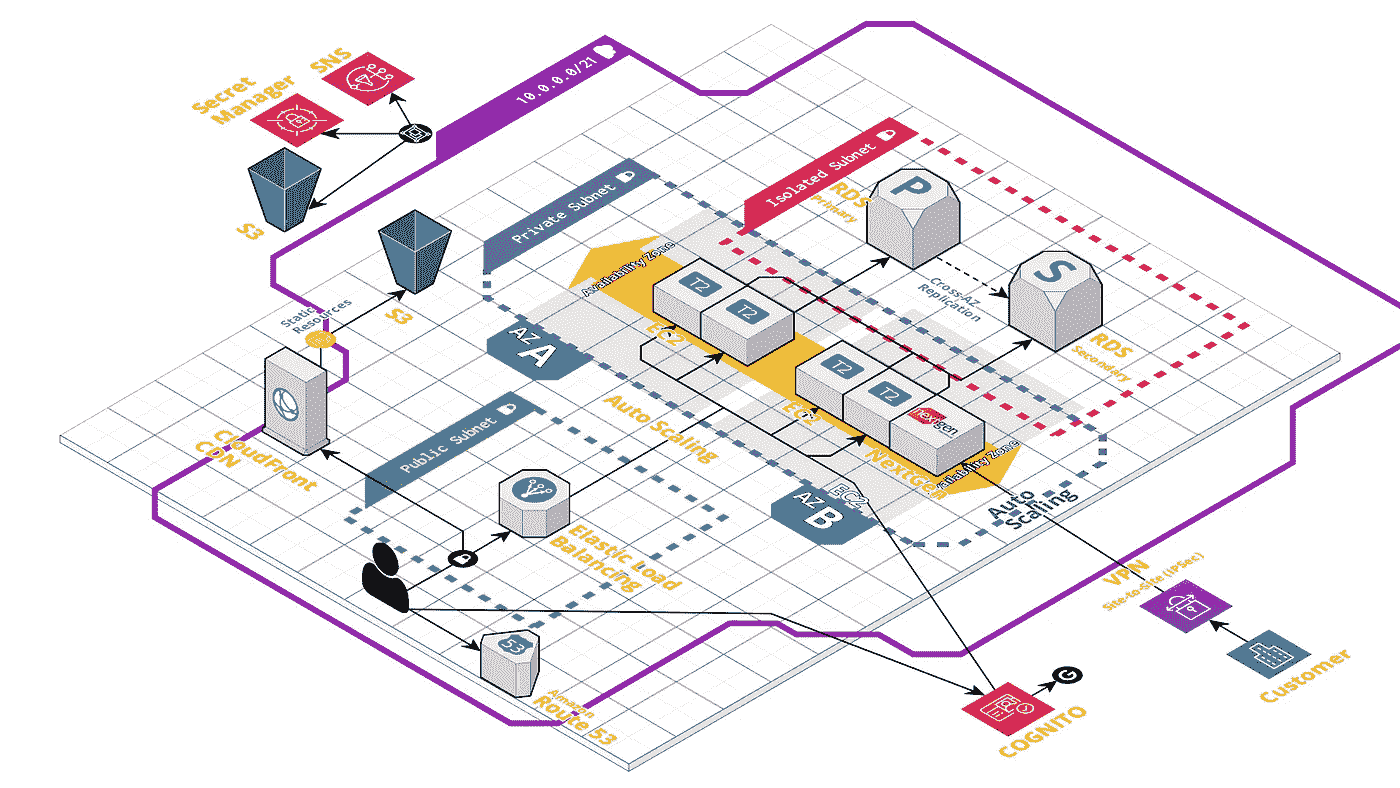 SNS
Secret
Manager
10.0.0.0/21
S3
Private Subnet
Isolated Subnet
RDS
Primary
P
Availability Zone
T2
T2
EC2
Static
Resources
S3
AZ
A
Cross-AZ
Replication
S
RDS
Secondary
T2
T2
nextgen
EC2
Auto Scaling
Public Subnet
CloudFront
CDN
NextGen
EC2
Availability Zone
AZ
B
Auto
Scaling
Elastic Load
Balancing
VPN
Site-to-Site (IPSec)
Customer
53
Amazon
Route 53
G
COGNITO